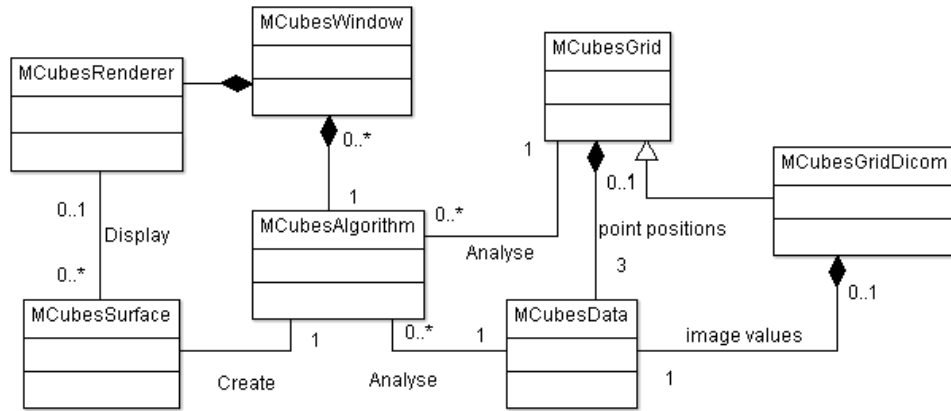 MCubesWindow
MCubesGrid
MCubesRenderer
0..*
1
MCubesGridDicom
0..1
0..1
1
MCubesAlgorithm
0..*
point positions
Display
Analyse
0..*
3
0..1
MCubesSurface
MCubesData
1
0..*
1
image values
Create
Analyse
1